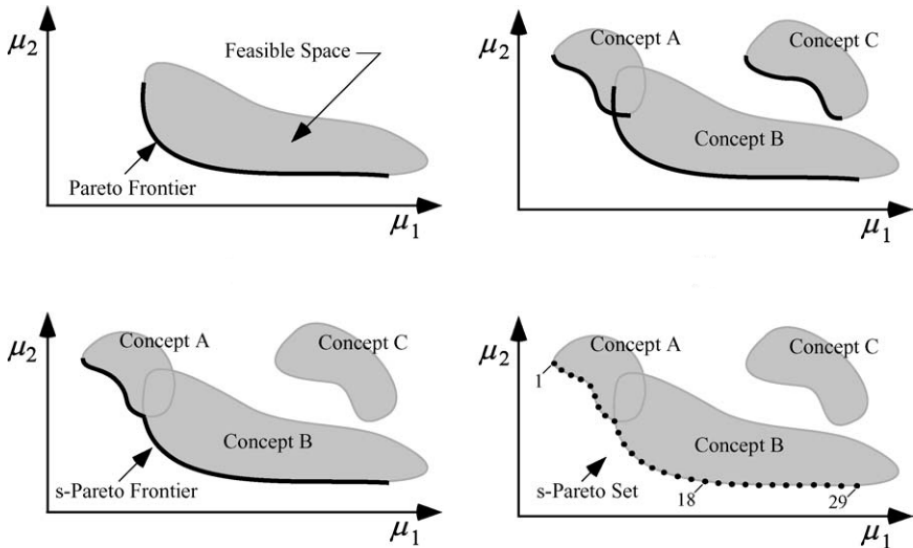 μ2
Feasible Space
Pareto Frontier
μ1
μ2
Concept A
Concept C
Concept B
μ1
μ2
Concept A
Concept C
Concept B
s-Pareto Frontier
μ1
μ2
Concept A
Concept C
1
Concept B
s-Pareto Set
18
29
μ1